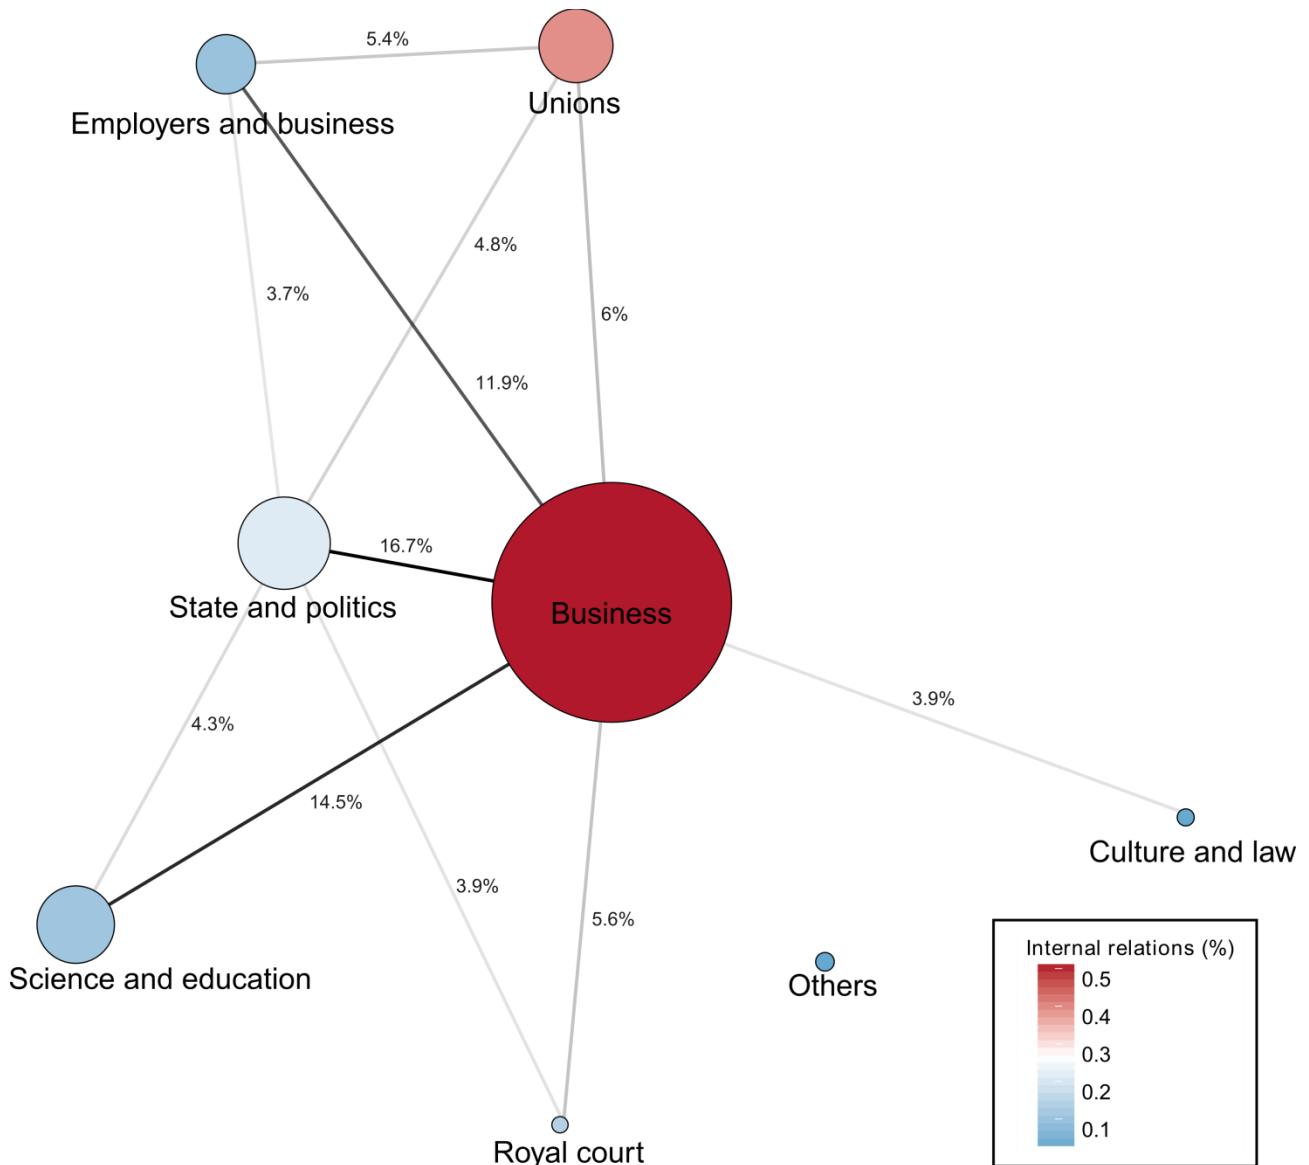 5.4%
Unions
Employers and business
4.8%
3.7%
6%
11.9%
16.7%
State and politics
Business
3.9%
4.3%
14.5%
Culture and law
3.9%
5.6%
Internal relations (%)
0.5
0.4
0.3
0.2
0.1
Others
Science and education
Royal court